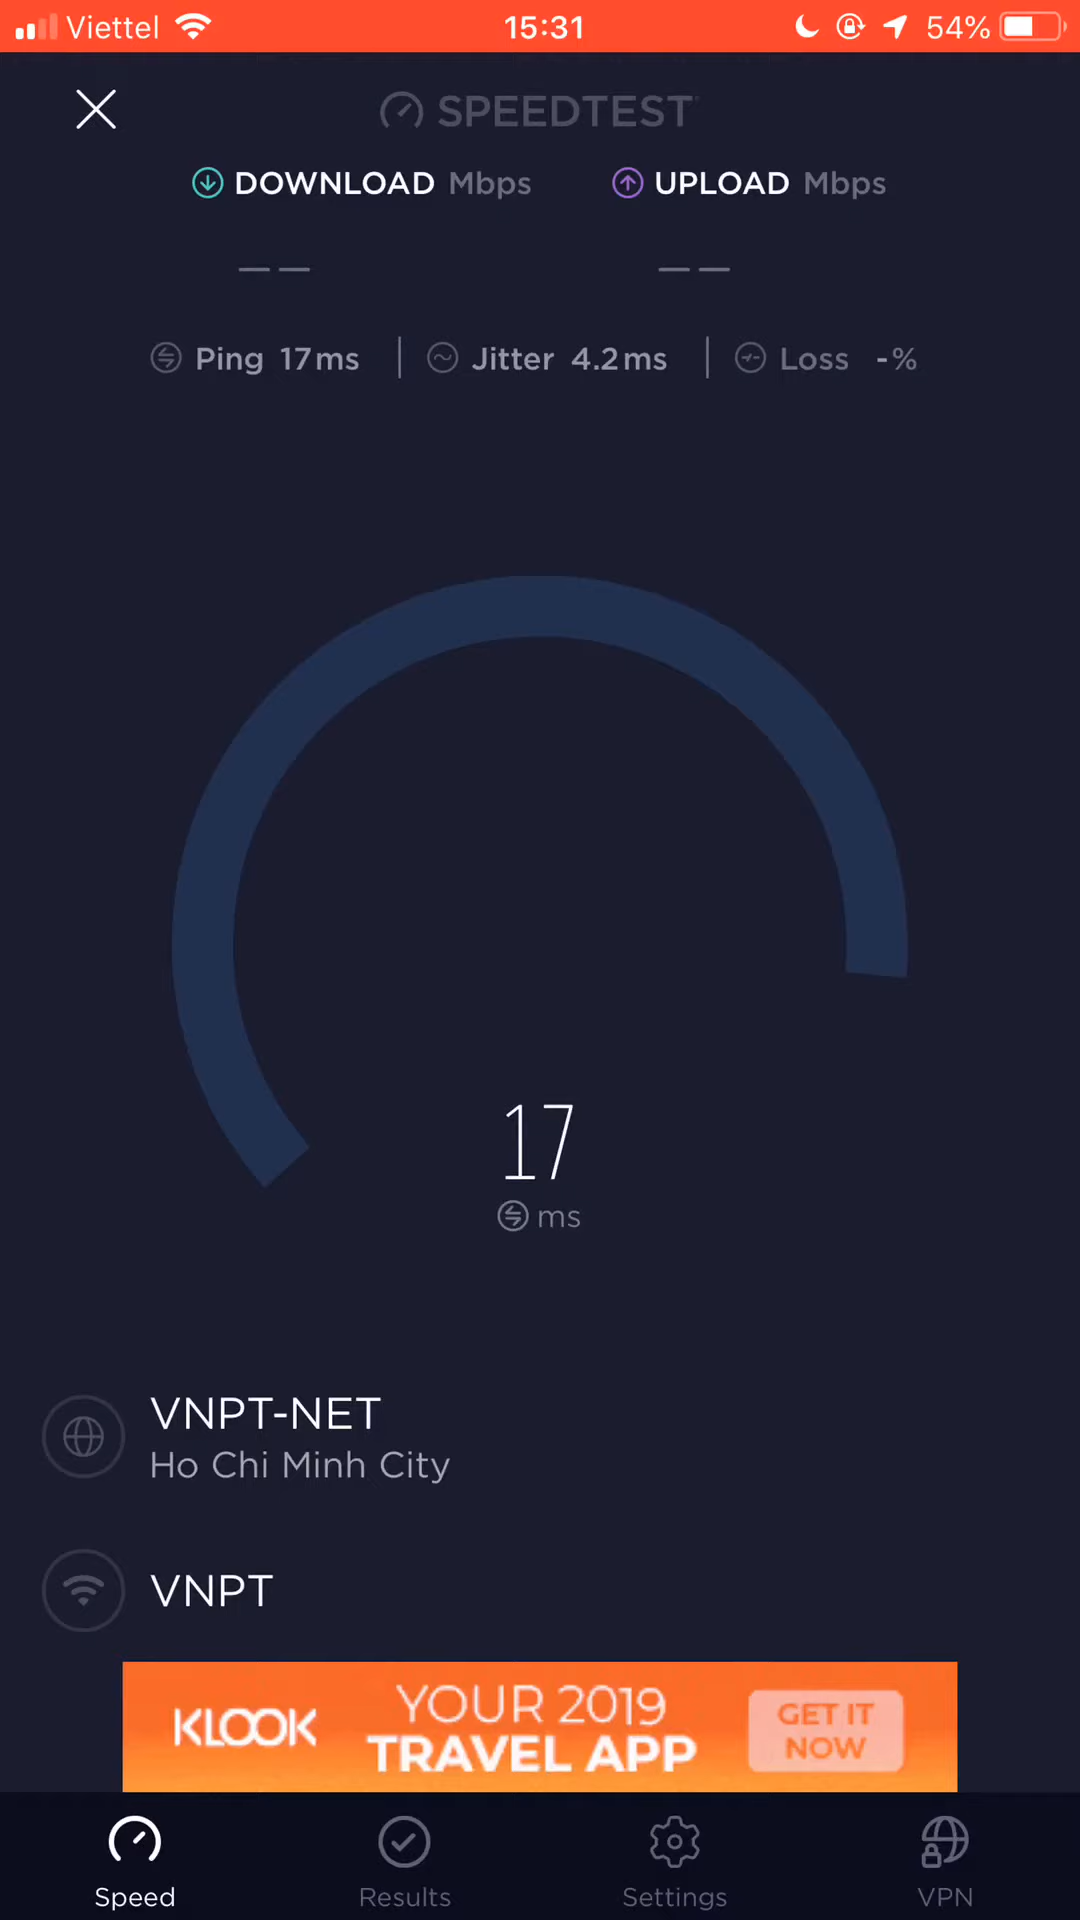 Viettel 15:31 54%
SPEEDTEST
DOWNLOAD Mbps UPLOAD Mbps
— — — —
Ping 17ms Jitter 4.2ms Loss -%
17
ms
VNPT-NET
Ho Chi Minh City
VNPT
KLOOK YOUR 2019 TRAVEL APP GET IT NOW
Speed Results Settings VPN